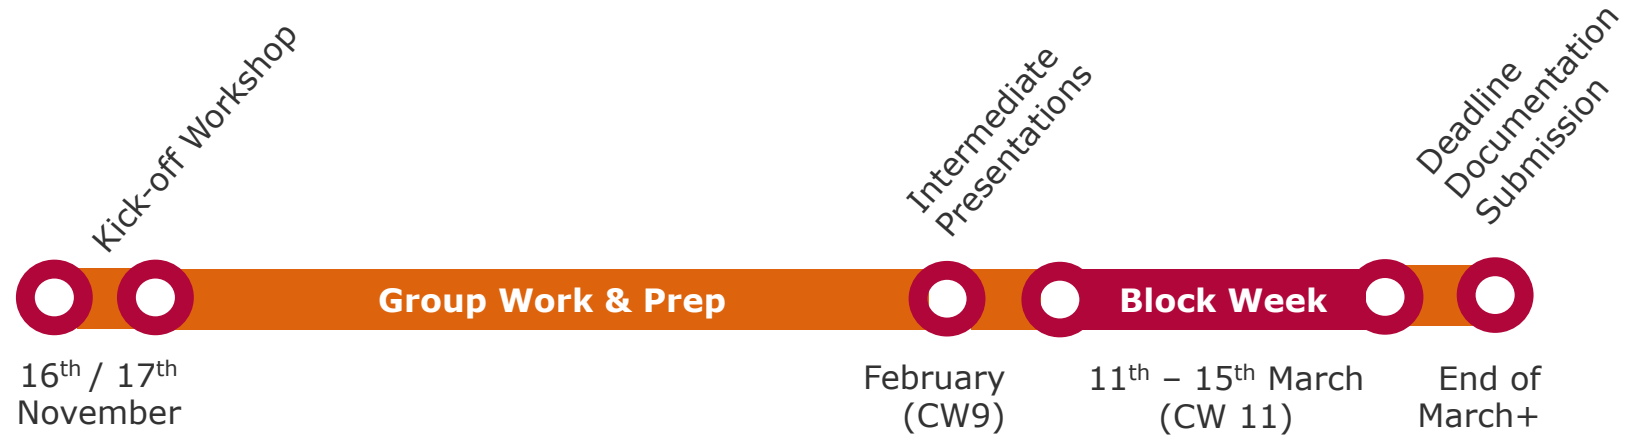 Kick-off Workshop
Intermediate
Presentations
Deadline
Documentation
Submission
Group Work & Prep
Block Week
16th / 17th
November
February
(CW9)
11th – 15th March
(CW 11)
End of
March+